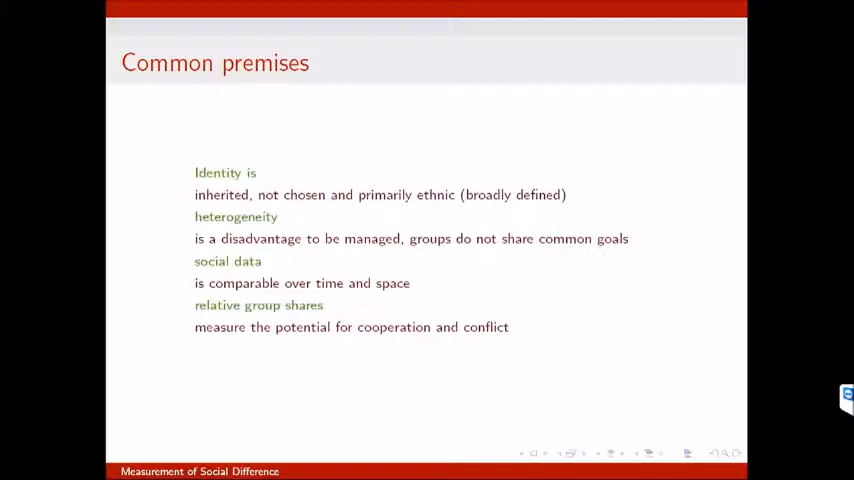 Common premises
Identity is
inherited, not chosen and primarily ethnic (broadly defined)
heterogeneity
is a disadvantage to be managed, groups do not share common goals
social data
is comparable over time and space
relative group shares
measure the potential for cooperation and conflict
Measurement of Social Difference